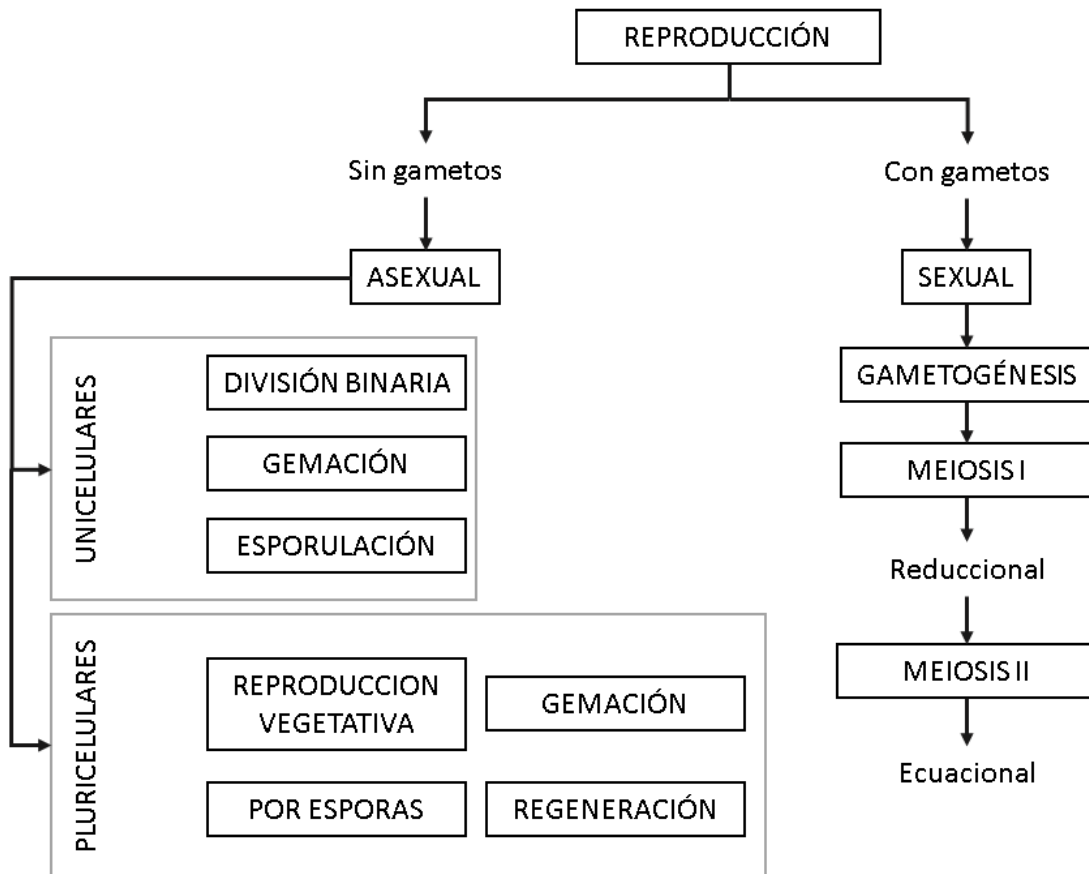 REPRODUCCIÓN
Sin gametos
Con gametos
ASEXUAL
SEXUAL
UNICELULARES
DIVISIÓN BINARIA
GEMACIÓN
ESPORULACIÓN
GAMETOGÉNESIS
MEIOSIS I
Reduccional
MEIOSIS II
Ecuacional
PLURICELULARES
REPRODUCCION
VEGETATIVA
GEMACIÓN
POR ESPORAS
REGENERACIÓN